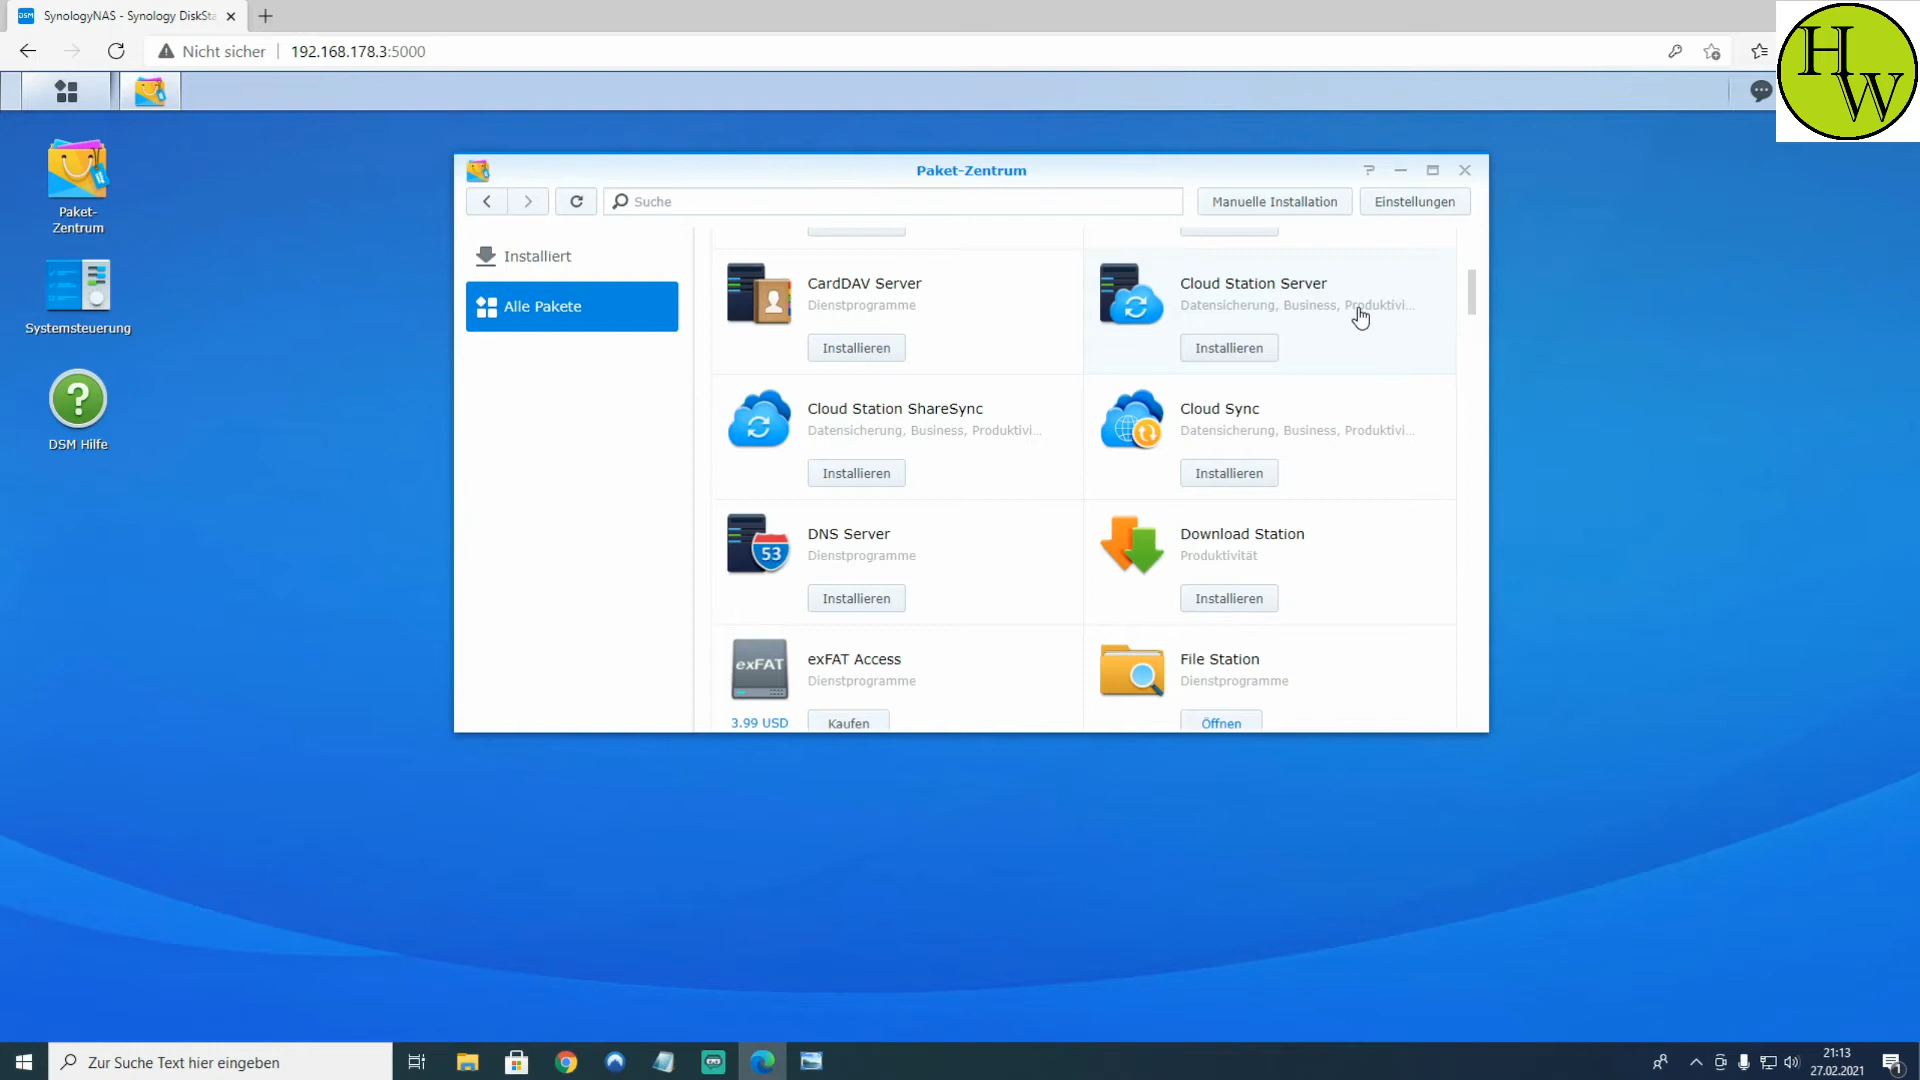 SynologyNAS - Synology DiskSta
Nicht sicher
192.168.178.3:5000
HW
Paket-Zentrum
Systemsteuerung
DSM Hilfe
Paket-Zentrum
Suche
Manuelle Installation
Einstellungen
Installiert
Alle Pakete
CardDAV Server
Dienstprogramme
Installieren
Cloud Station Server
Datensicherung, Business, Produktivi...
Installieren
Cloud Station ShareSync
Datensicherung, Business, Produktivi...
Installieren
Cloud Sync
Datensicherung, Business, Produktivi...
Installieren
53
DNS Server
Dienstprogramme
Installieren
Download Station
Produktivität
Installieren
exFAT
exFAT Access
Dienstprogramme
3.99 USD
Kaufen
File Station
Dienstprogramme
Öffnen
Zur Suche Text hier eingeben
21:13
27.02.2021
1